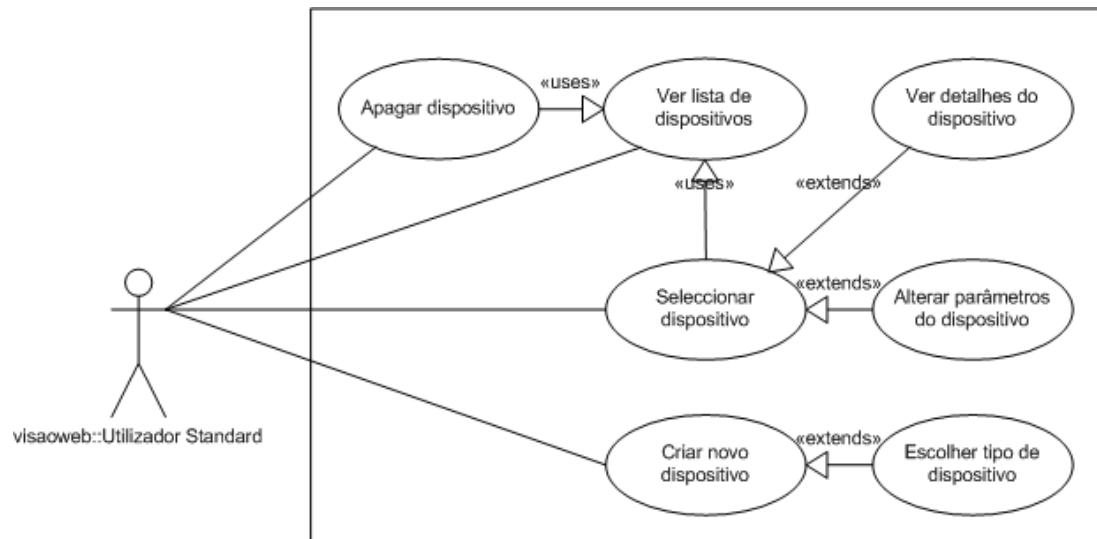 «uses»
Apagar dispositivo
Ver lista de
dispositivos
Ver detalhes do
dispositivo
«uses»
«extends»
Seleccionar
dispositivo
«extends»
Alterar parâmetros
do dispositivo
visaoweb::Utilizador Standard
Criar novo
dispositivo
«extends»
Escolher tipo de
dispositivo